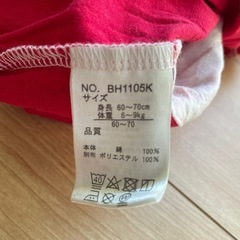 NO. BH1105K
サイズ
身長 60～70cm
体重 6～9kg
60－70
品質
本体 綿 100%
別布 ポリエステル 100%
40